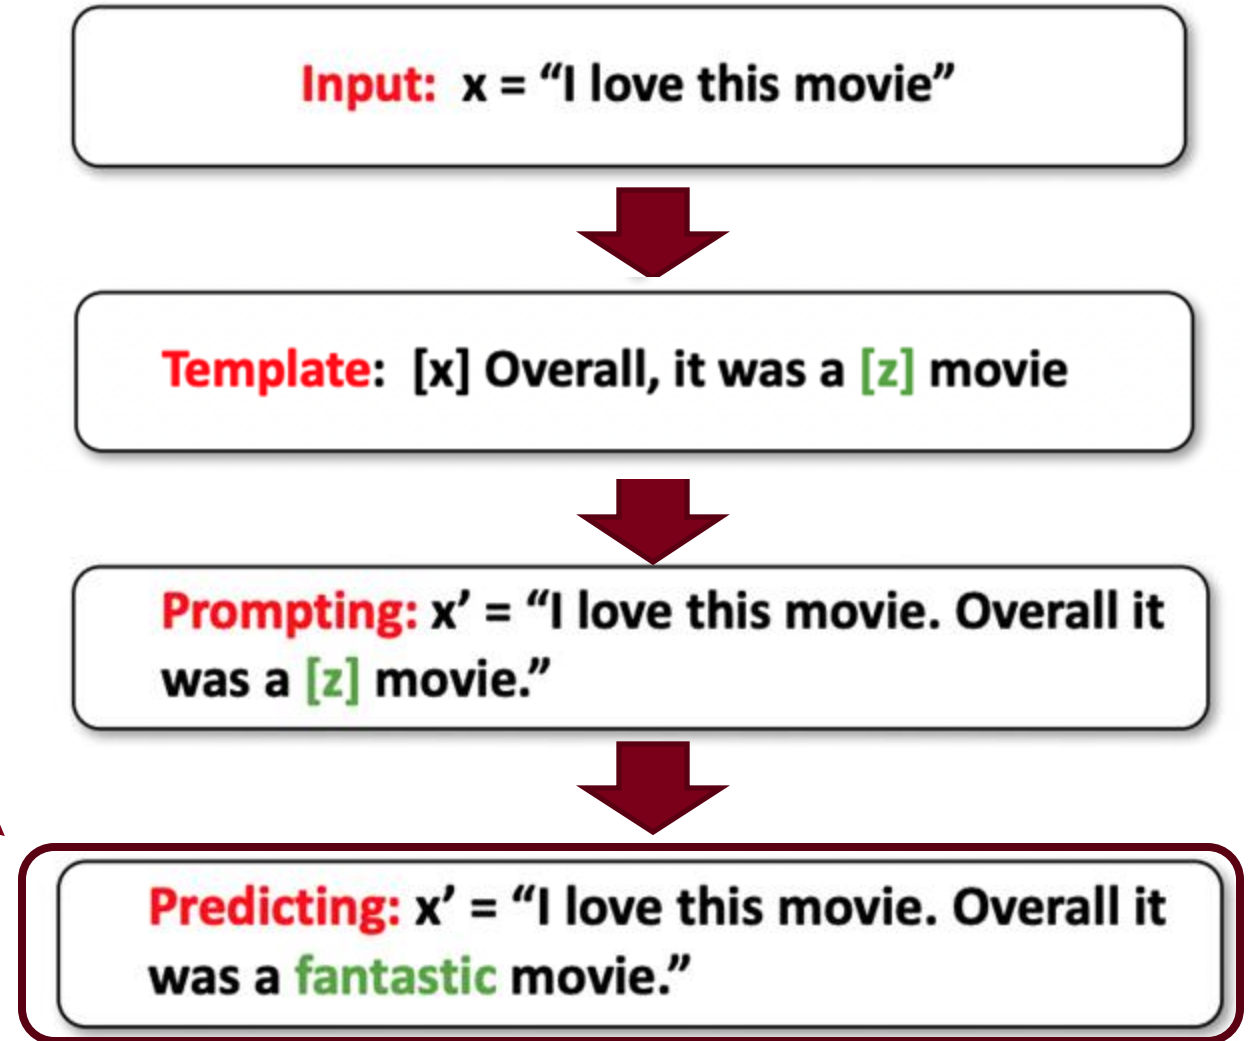 Input: x = “I love this movie”
Template: [x] Overall, it was a [z] movie
Prompting: x’ = “I love this movie. Overall it
was a [z] movie.”
Predicting: x’ = “I love this movie. Overall it
was a fantastic movie.”